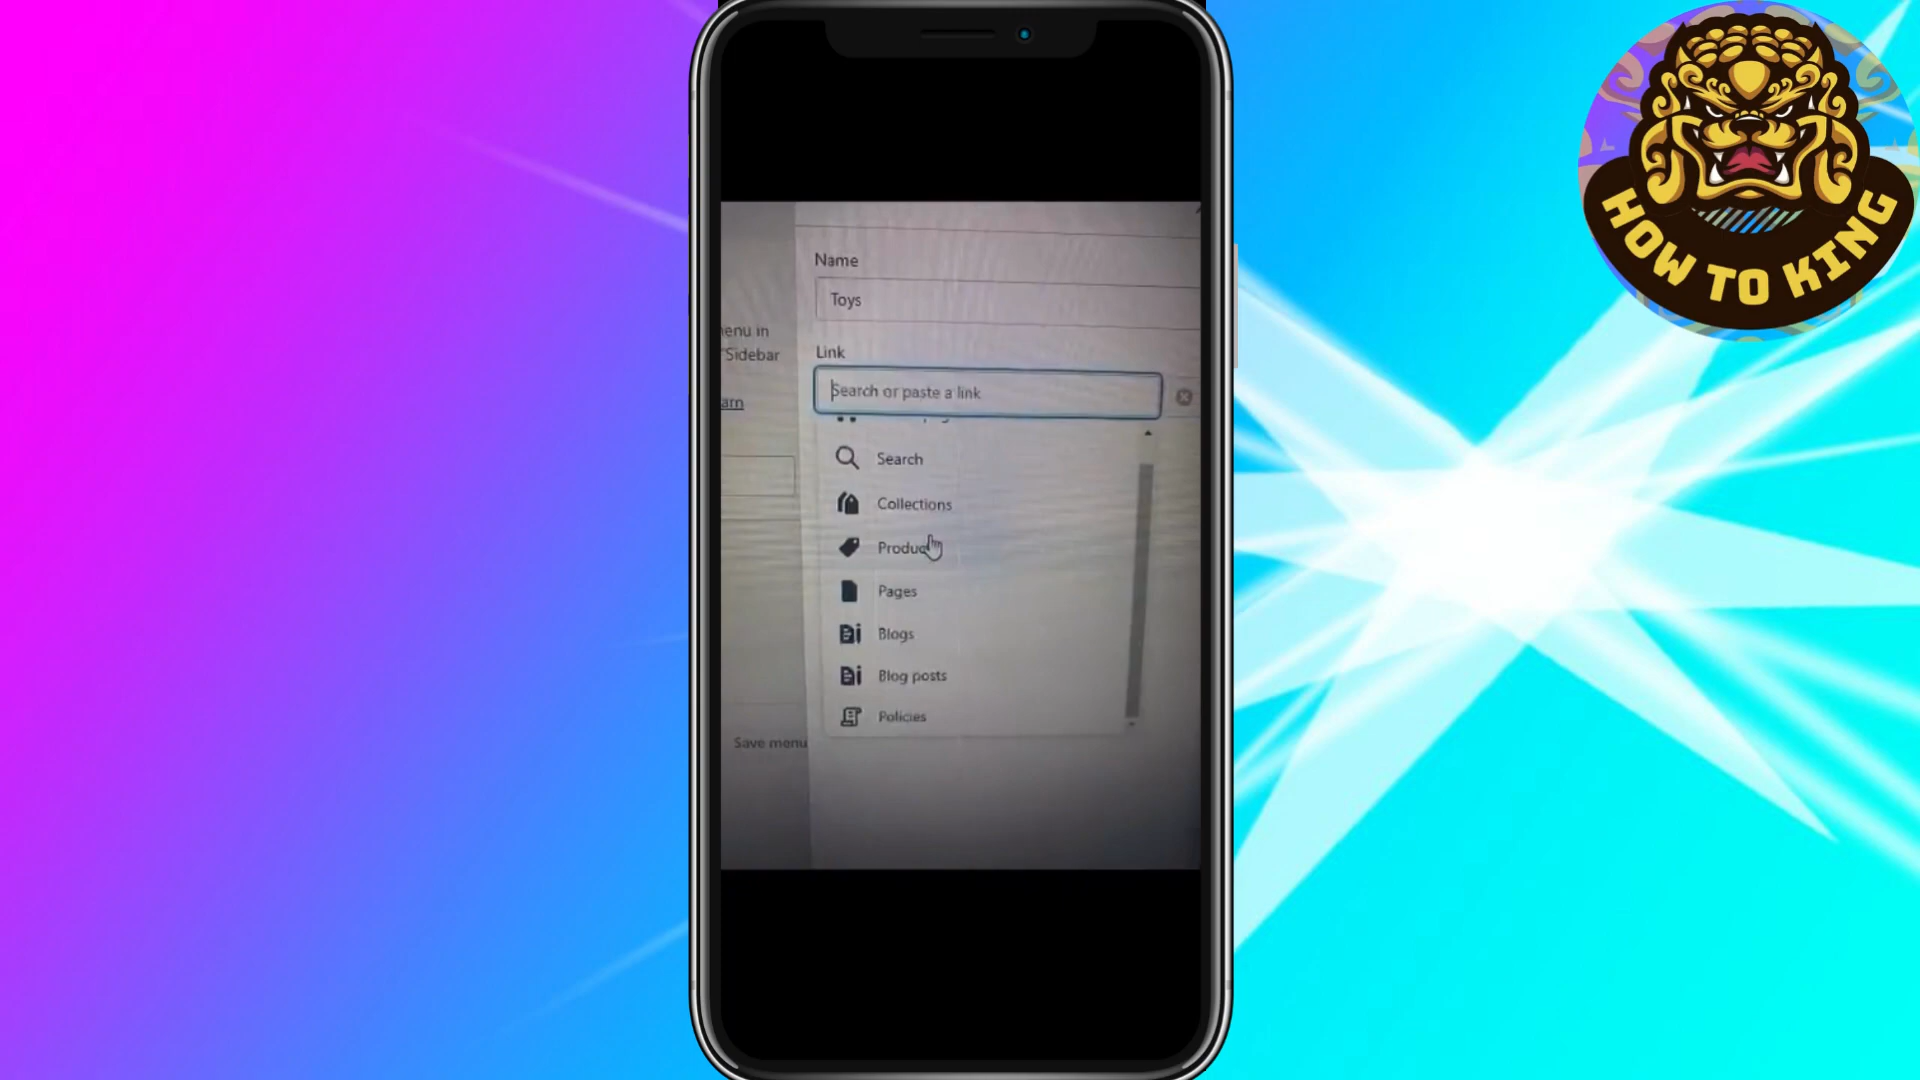 Name
Toys
enu in
"Sidebar
Link
Search or paste a link
arn
Search
Collections
Pages
Blogs
Blog posts
Policies
Save menu
HOW TO KING